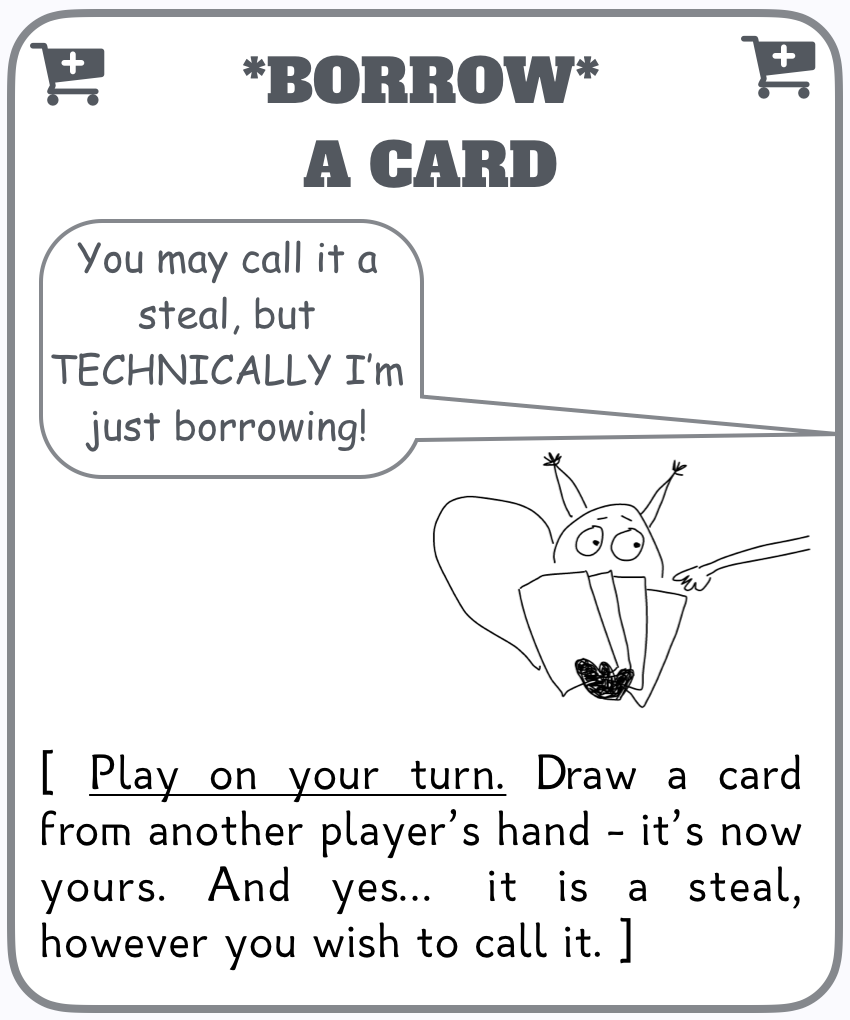 *BORROW*
A CARD
You may call it a
steal, but
TECHNICALLY I'm
just borrowing!
[ Play on your turn. Draw a card
from another player's hand - it's now
yours. And yes... it is a steal,
however you wish to call it. ]